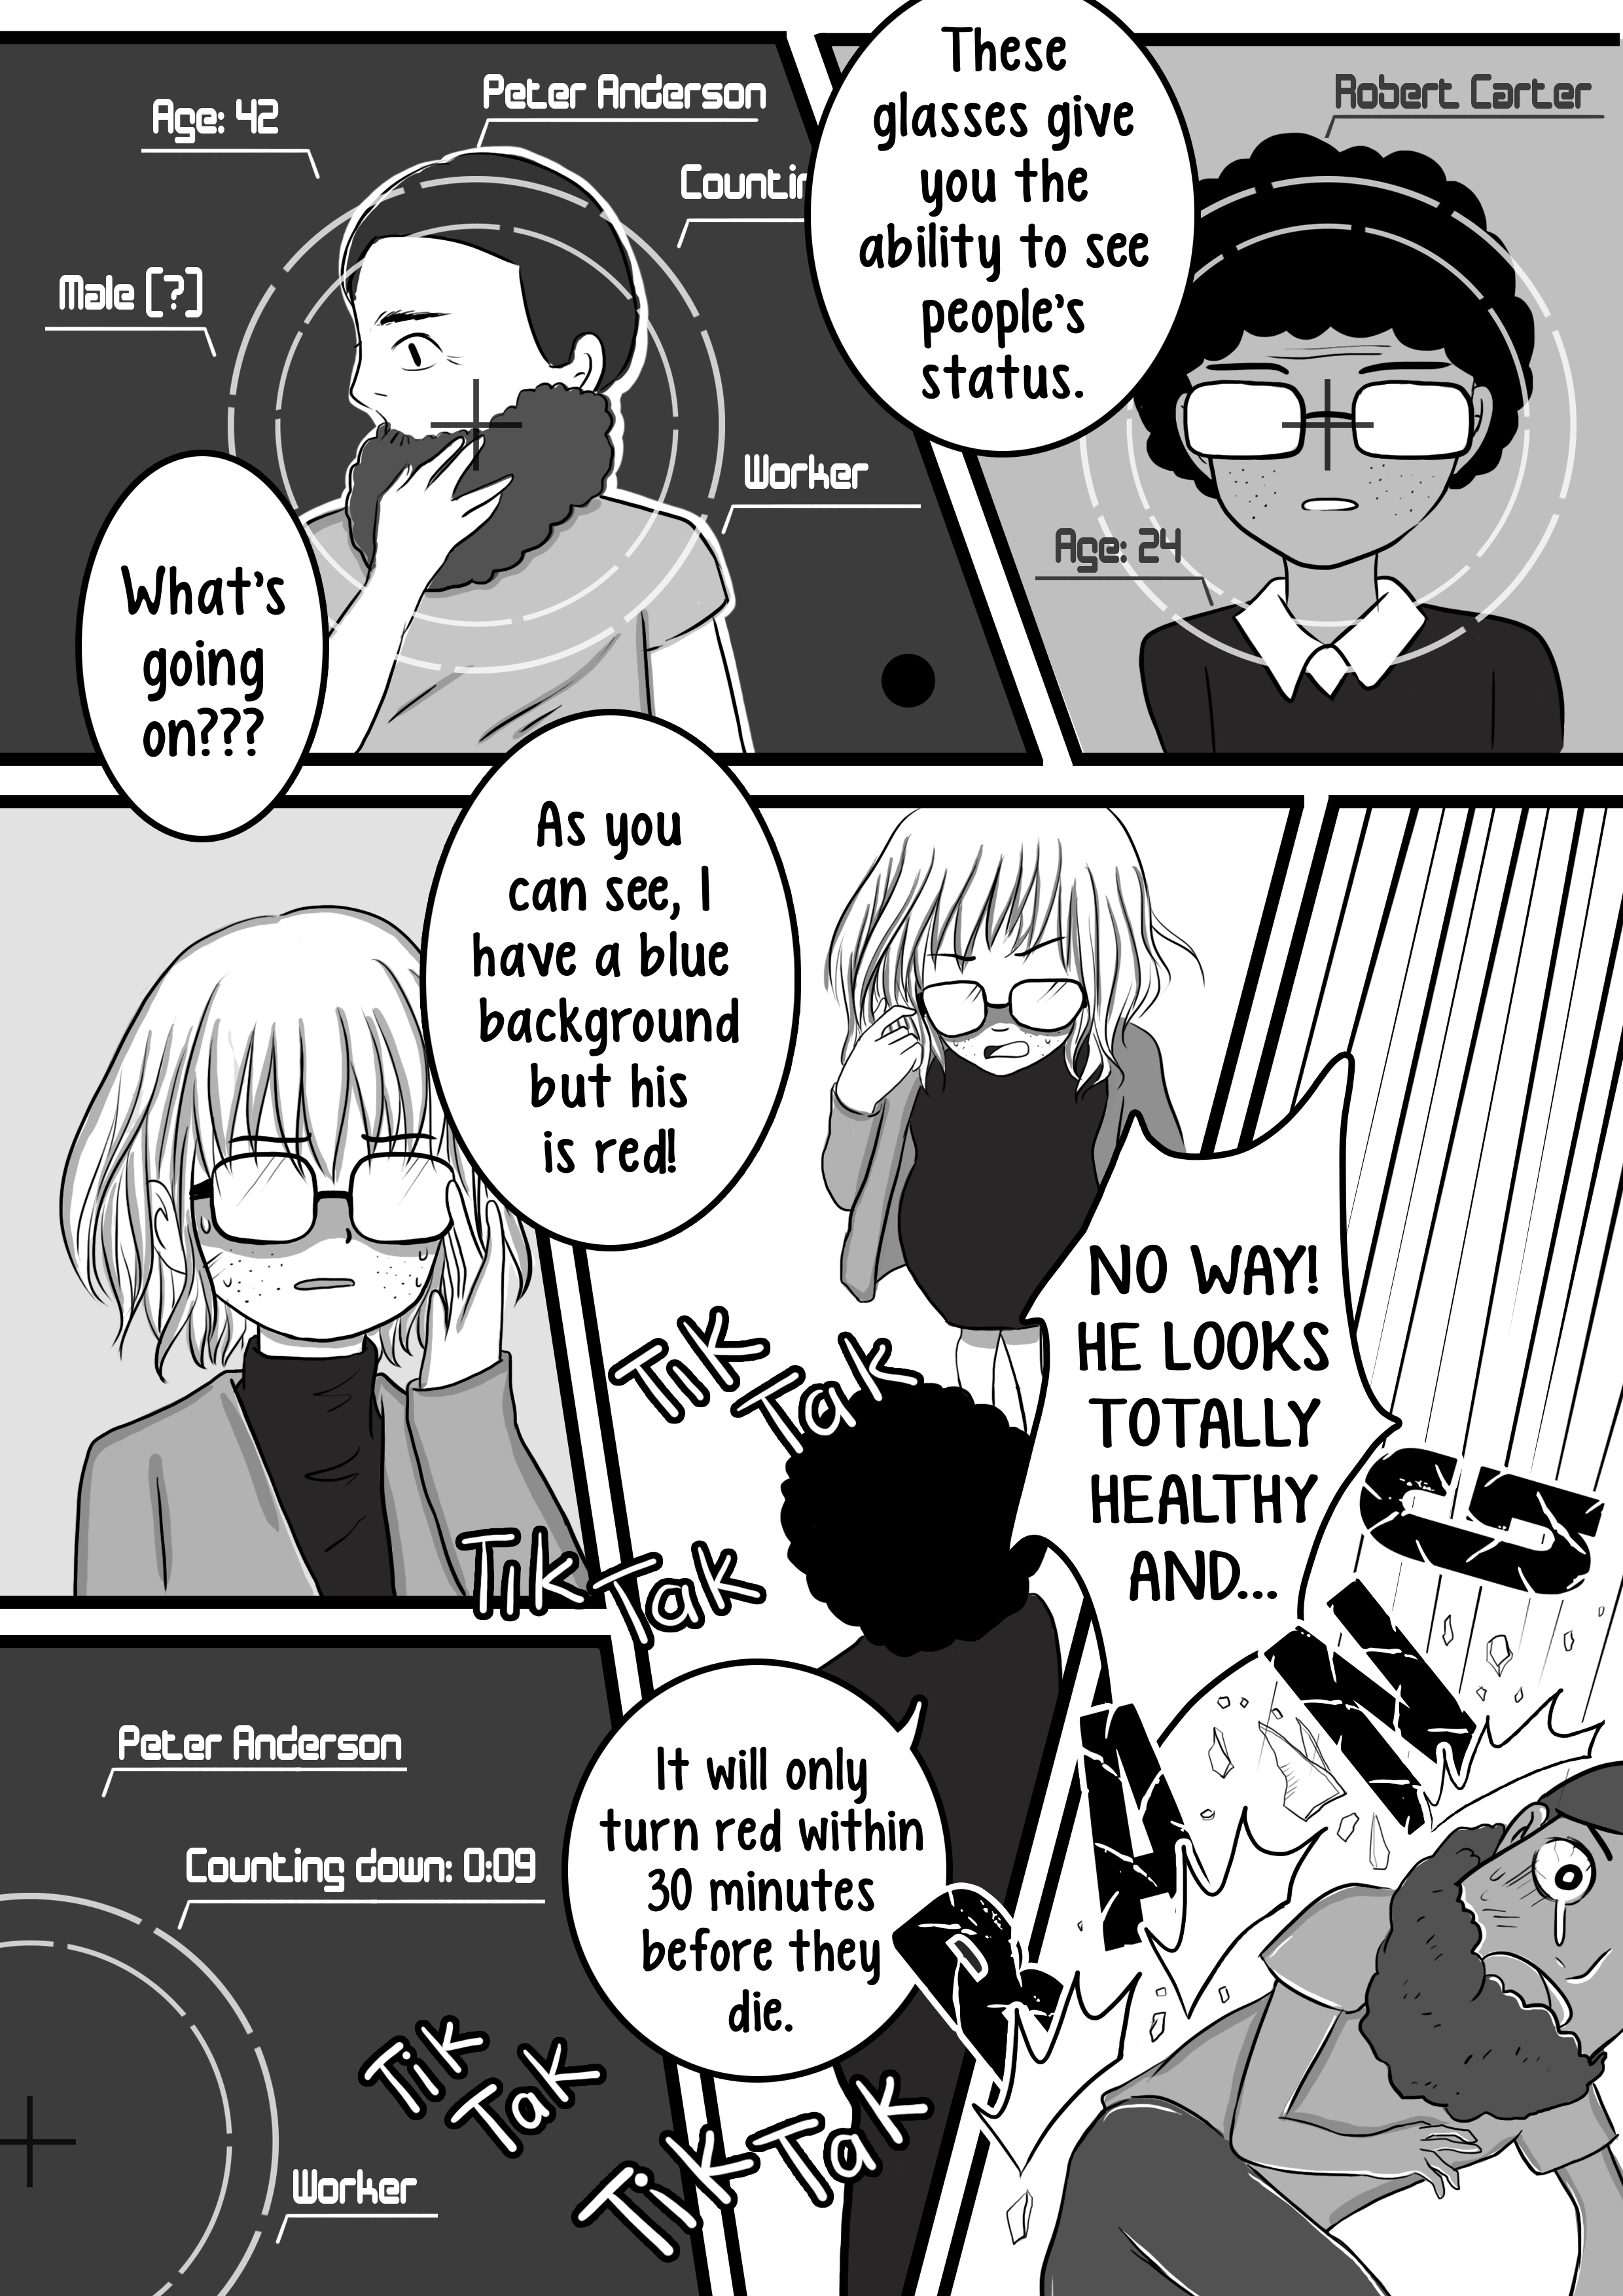 Age: 42
Peter Anderson
Male (?)
Worker
What's
going
on???
These
glasses give
you the
ability to see
people's
status.
Robert Carter
Age: 24
As you
can see, I
have a blue
background
but his
is red!
Tik
Tak
Tik
Tak
NO WAY!
HE LOOKS
TOTALLY
HEALTHY
AND...
It will only
turn red within
30 minutes
before they
die.
Peter Anderson
Counting down: 0:09
Worker
Tik
Tak
Tik
Tak